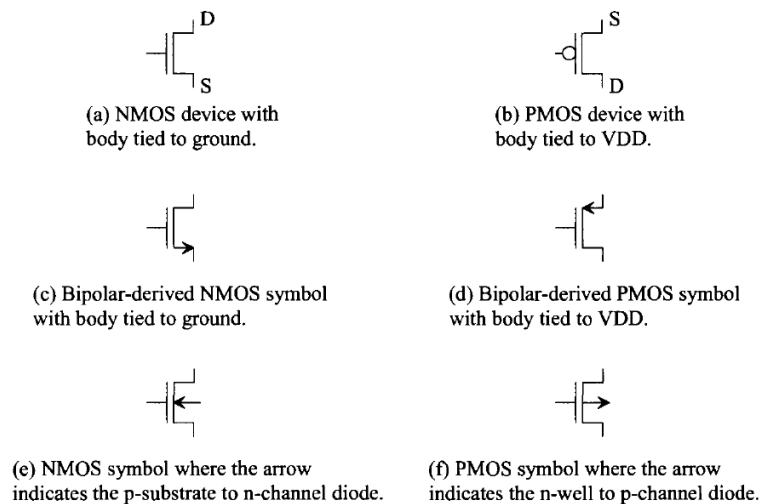 D
S
(a) NMOS device with
body tied to ground.
S
D
(b) PMOS device with
body tied to VDD.
(c) Bipolar-derived NMOS symbol
with body tied to ground.
(d) Bipolar-derived PMOS symbol
with body tied to VDD.
(e) NMOS symbol where the arrow
indicates the p-substrate to n-channel diode.
(f) PMOS symbol where the arrow
indicates the n-well to p-channel diode.